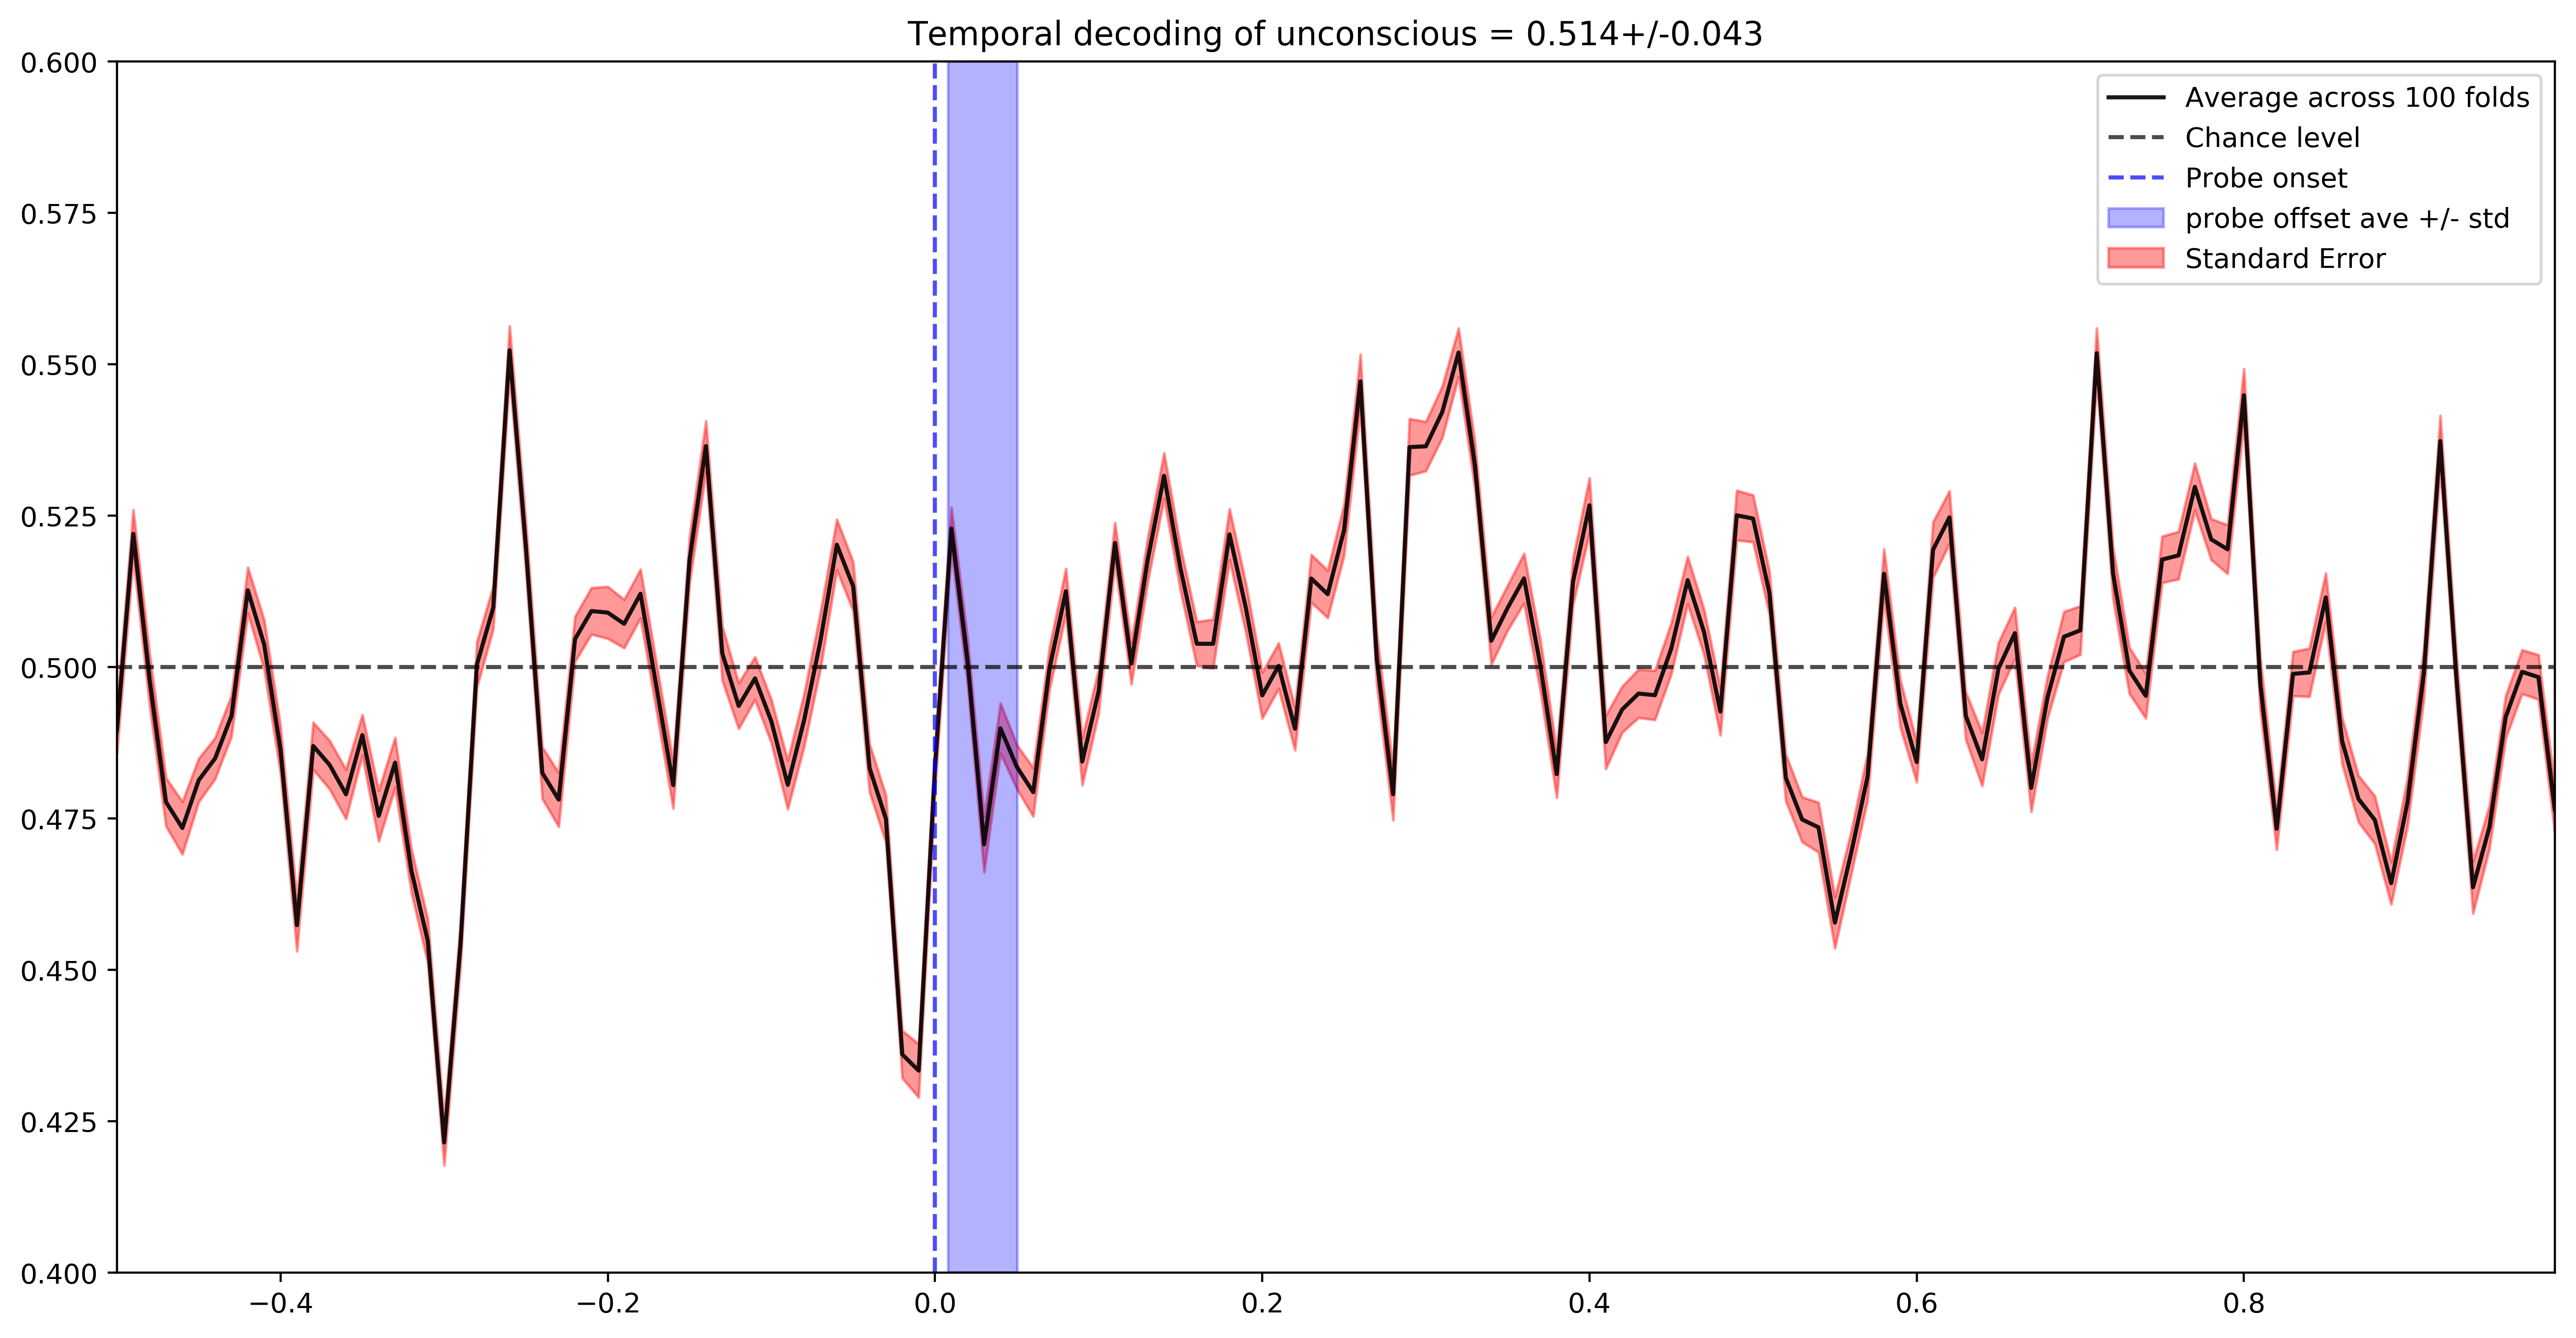 Temporal decoding of unconscious = 0.514+/-0.043
0.600
0.575
0.550
0.525
0.500
0.475
0.450
0.425
0.400
Average across 100 folds
Chance level
Probe onset
probe offset ave +/- std
Standard Error
−0.4 −0.2 0.0 0.2 0.4 0.6 0.8